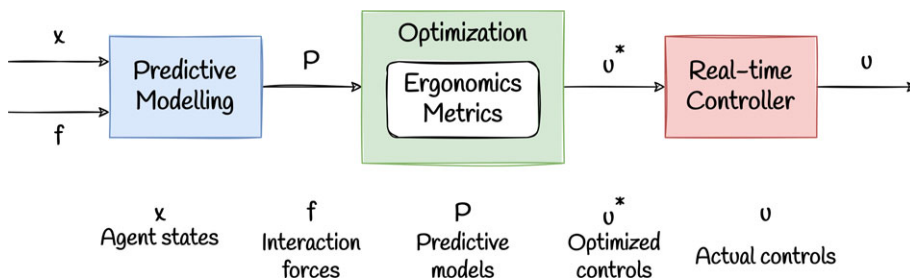 x
f
Predictive
Modelling
P
Optimization
Ergonomics
Metrics
υ*
Real-time
Controller
υ
x
Agent states
f
Interaction
forces
P
Predictive
models
υ*
Optimized
controls
υ
Actual controls